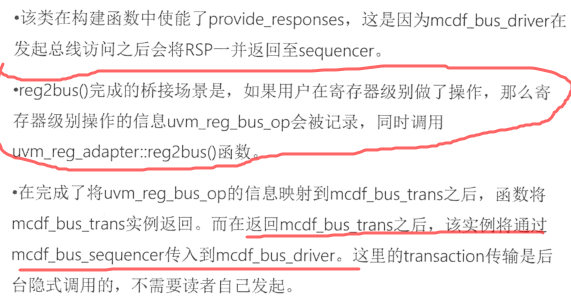 •该类在构建函数中使能了provide_responses，这是因为mcdf_bus_driver在
发起总线访问之后会将RSP一并返回至sequencer。
•reg2bus()完成的桥接场景是，如果用户在寄存器级别做了操作，那么寄
存器级别操作的信息uvm_reg_bus_op会被记录，同时调用
uvm_reg_adapter::reg2bus()函数。
•在完成了将uvm_reg_bus_op的信息映射到mcdf_bus_trans之后，函数将
mcdf_bus_trans实例返回。而在返回mcdf_bus_trans之后，该实例将通过
mcdf_bus_sequencer传入到mcdf_bus_driver。这里的transaction传输是后
台隐式调用的，不需要读者自己发起。